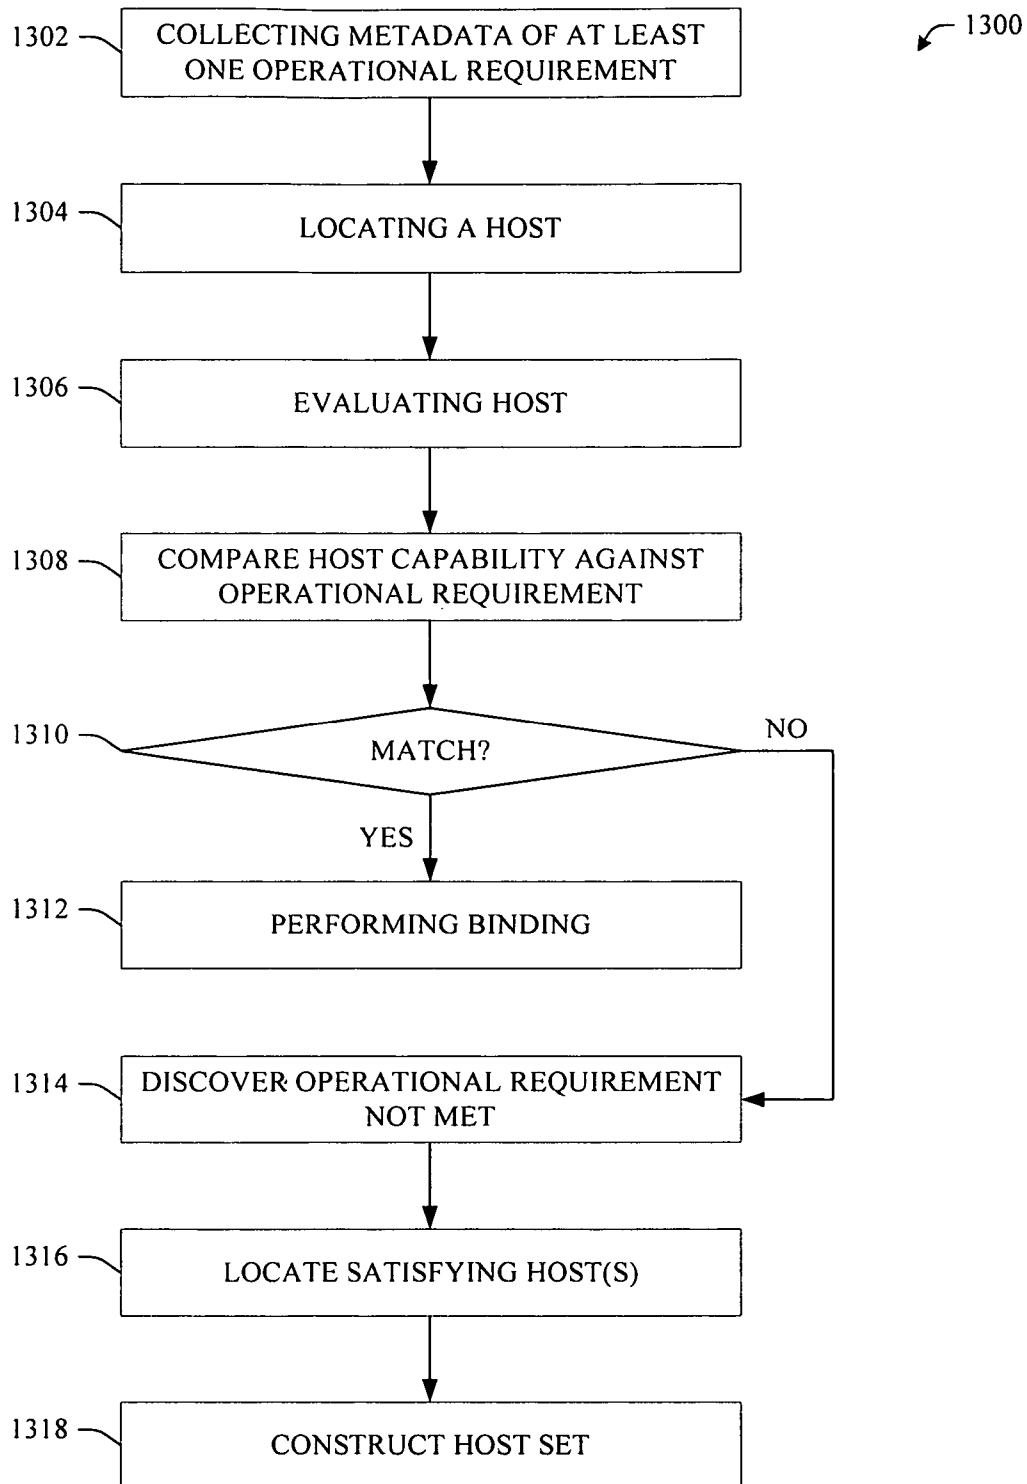 1300
1302
COLLECTING METADATA OF AT LEAST
ONE OPERATIONAL REQUIREMENT
1304
LOCATING A HOST
1306
EVALUATING HOST
1308
COMPARE HOST CAPABILITY AGAINST
OPERATIONAL REQUIREMENT
1310
MATCH?
NO
YES
1312
PERFORMING BINDING
1314
DISCOVER OPERATIONAL REQUIREMENT
NOT MET
1316
LOCATE SATISFYING HOST(S)
1318
CONSTRUCT HOST SET